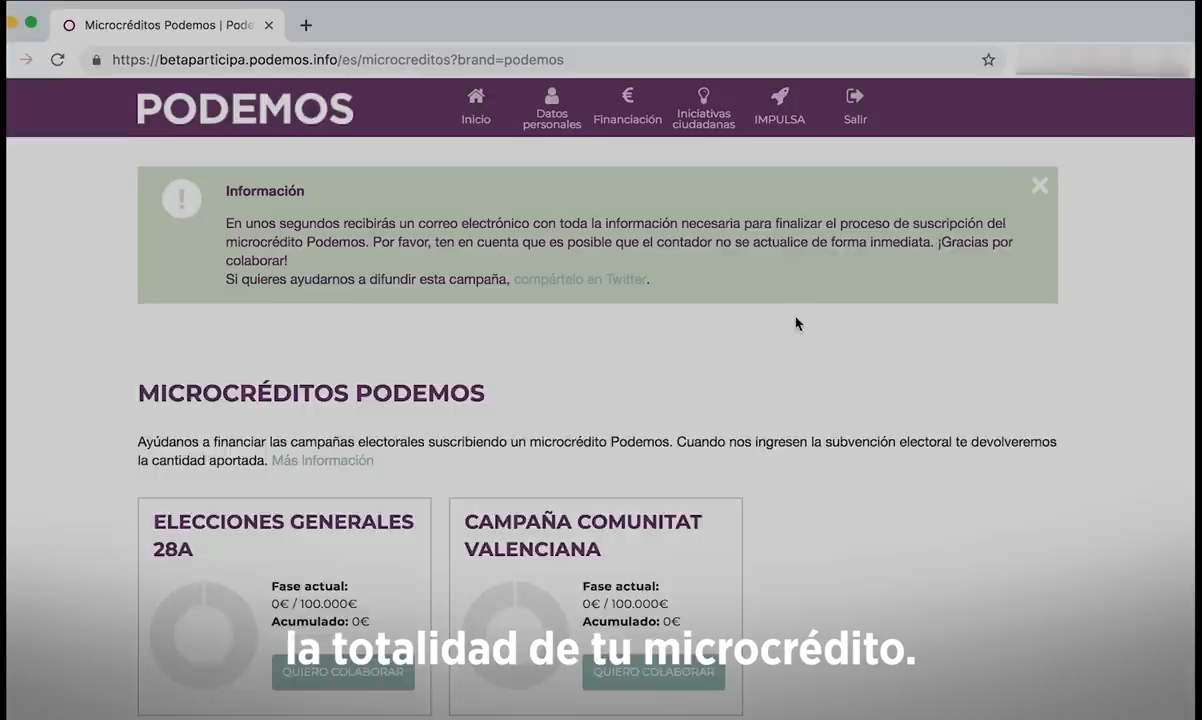 Microcréditos Podemos | Pode
https://betaparticipa.podemos.info/es/microcreditos?brand=podemos
PODEMOS
Inicio
Datos personales
Financiación
Iniciativas ciudadanas
IMPULSA
Salir
Información
En unos segundos recibirás un correo electrónico con toda la información necesaria para finalizar el proceso de suscripción del
microcrédito Podemos. Por favor, ten en cuenta que es posible que el contador no se actualice de forma inmediata. ¡Gracias por
colaborar!
Si quieres ayudarnos a difundir esta campaña, compártelo en Twitter.
MICROCRÉDITOS PODEMOS
Ayúdanos a financiar las campañas electorales suscribiendo un microcrédito Podemos. Cuando nos ingresen la subvención electoral te devolveremos
la cantidad aportada. Más información
ELECCIONES GENERALES
28A
Fase actual:
0€ / 100.000€
Acumulado: 0€
QUIERO COLABORAR
CAMPAÑA COMUNITAT
VALENCIANA
Fase actual:
0€ / 100.000€
Acumulado: 0€
QUIERO COLABORAR
la totalidad de tu microcrédito.